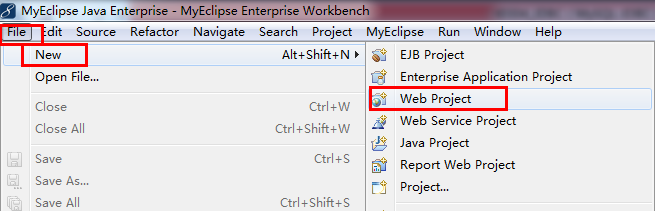 MyEclipse Java Enterprise - MyEclipse Enterprise Workbench
File Edit Source Refactor Navigate Search Project MyEclipse Run Window Help
New Alt+Shift+N
EJB Project
Open File...
Enterprise Application Project
Web Project
Close Ctrl+W
Web Service Project
Close All Ctrl+Shift+W
Java Project
Save Ctrl+S
Report Web Project
Save As...
Project...
Save All Ctrl+Shift+S